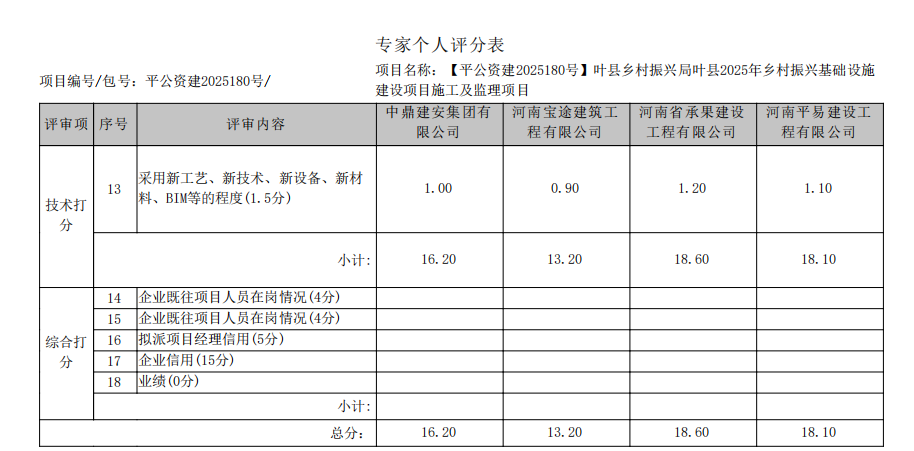 专家个人评分表
项目编号/包号: 平公资建2025180号/
项目名称: 【平公资建2025180号】叶县乡村振兴局叶县2025年乡村振兴基础设施
建设项目施工及监理项目
评审项 序号 评审内容 中鼎建安集团有限公司 河南宝途建筑工程有限公司 河南省承果建设工程有限公司 河南平易建设工程有限公司
技术打分
13 采用新工艺、新技术、新设备、新材料、BIM等的程度(1.5分) 1.00 0.90 1.20 1.10
小计: 16.20 13.20 18.60 18.10
综合打分
14 企业既往项目人员在岗情况(4分)
15 企业既往项目人员在岗情况(4分)
16 拟派项目经理信用(5分)
17 企业信用(15分)
18 业绩(0分)
小计:
总分: 16.20 13.20 18.60 18.10